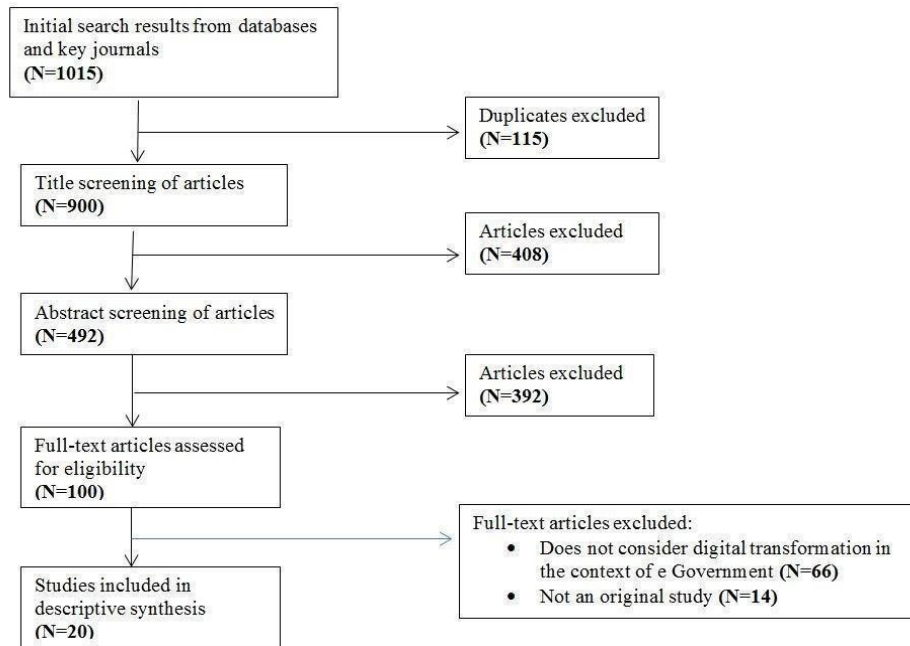 Initial search results from databases
and key journals
(N=1015)
Duplicates excluded
(N=115)
Title screening of articles
(N=900)
Articles excluded
(N=408)
Abstract screening of articles
(N=492)
Articles excluded
(N=392)
Full-text articles assessed
for eligibility
(N=100)
Full-text articles excluded:
• Does not consider digital transformation in
the context of e Government (N=66)
• Not an original study (N=14)
Studies included in
descriptive synthesis
(N=20)